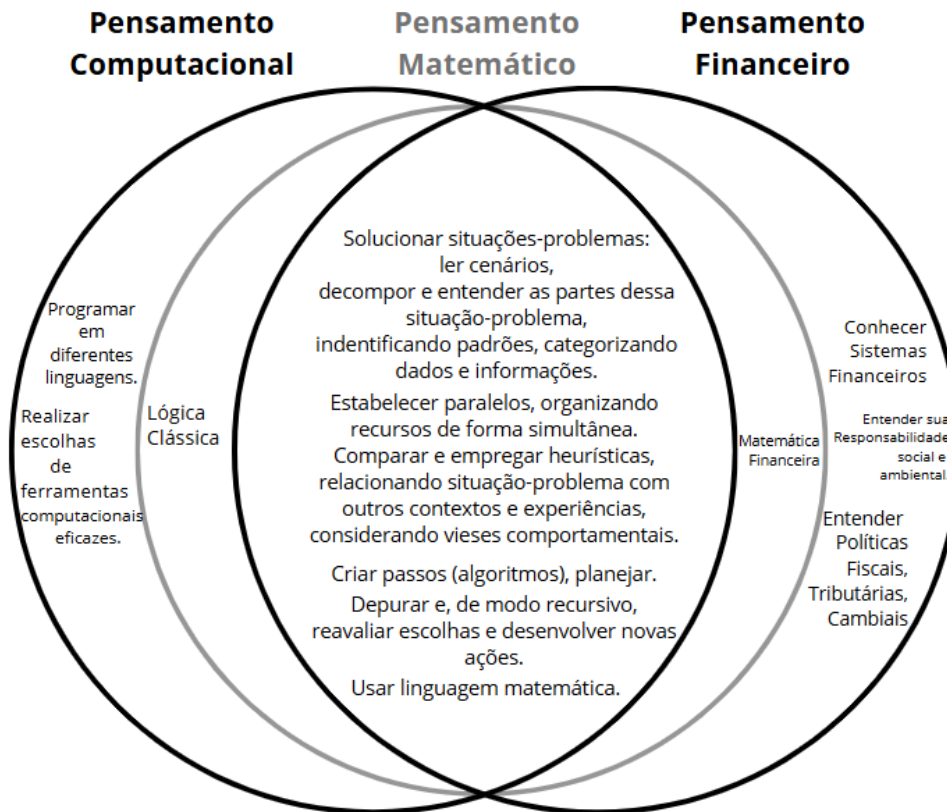 Pensamento
Computacional
Pensamento
Matemático
Pensamento
Financeiro
Programar
em
diferentes
linguagens.
Realizar
escolhas
de
ferramentas
computacionais
eficazes.
Lógica
Clássica
Solucionar situações-problemas:
ler cenários,
decompor e entender as partes dessa
situação-problema,
indentificando padrões, categorizando
dados e informações.
Estabelecer paralelos, organizando
recursos de forma simultânea.
Comparar e empregar heurísticas,
relacionando situação-problema com
outros contextos e experiências,
considerando vieses comportamentais.
Criar passos (algoritmos), planejar.
Depurar e, de modo recursivo,
reavaliar escolhas e desenvolver novas
ações.
Usar linguagem matemática.
Matemática
Financeira
Conhecer
Sistemas
Financeiros
Entender sua
Responsabilidade
social e
ambiental.
Entender
Políticas
Fiscais,
Tributárias,
Cambiais